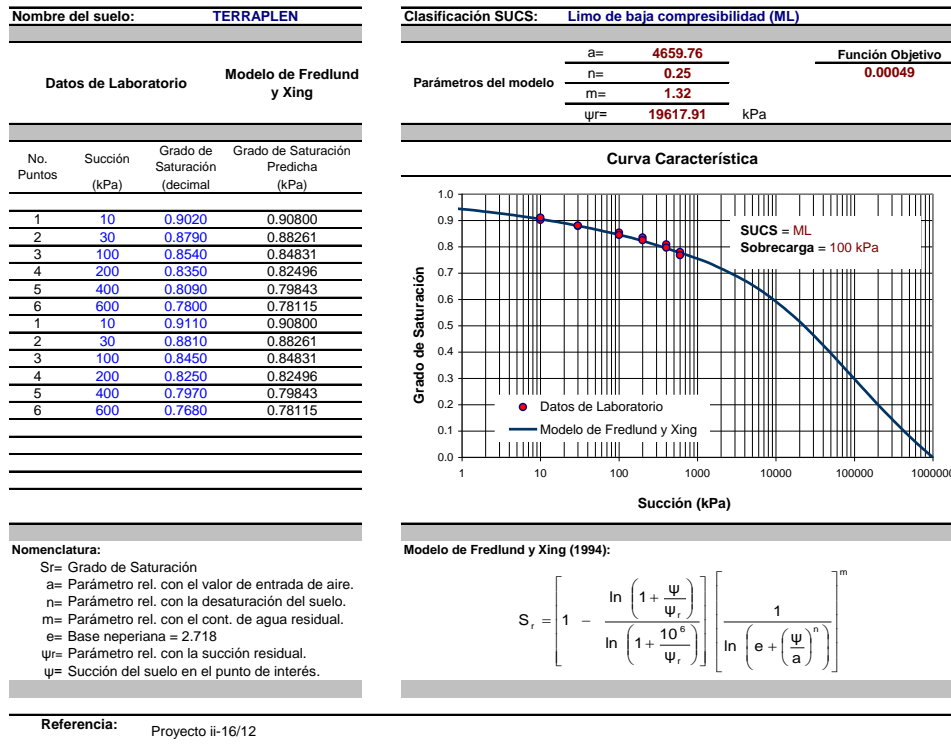 Nombre del suelo: TERRAPLEN
Clasificación SUCS: Limo de baja compresibilidad (ML)
Datos de Laboratorio
Modelo de Fredlund y Xing
Parámetros del modelo
a= 4659.76
n= 0.25
m= 1.32
ψr= 19617.91 kPa
Función Objetivo
0.00049
No. Puntos
Succión (kPa)
Grado de Saturación (decimal
Grado de Saturación Predicha (kPa)
1 10 0.9020 0.90800
2 30 0.8790 0.88261
3 100 0.8540 0.84831
4 200 0.8350 0.82496
5 400 0.8090 0.79843
6 600 0.7800 0.78115
1 10 0.9110 0.90800
2 30 0.8810 0.88261
3 100 0.8450 0.84831
4 200 0.8250 0.82496
5 400 0.7970 0.79843
6 600 0.7680 0.78115
Curva Característica
1.0
0.9
0.8
0.7
0.6
0.5
0.4
0.3
0.2
0.1
0.0
Grado de Saturación
SUCS = ML
Sobrecarga = 100 kPa
Datos de Laboratorio
Modelo de Fredlund y Xing
1 10 100 1000 10000 100000 1000000
Succión (kPa)
Nomenclatura:
Sr= Grado de Saturación
a= Parámetro rel. con el valor de entrada de aire.
n= Parámetro rel. con la desaturación del suelo.
m= Parámetro rel. con el cont. de agua residual.
e= Base neperiana = 2.718
ψr= Parámetro rel. con la succión residual.
ψ= Succión del suelo en el punto de interés.
Modelo de Fredlund y Xing (1994):
S_r = [1 - ln(1 + Ψ/Ψ_r) / ln(1 + 10^6/Ψ_r)] [1 / ln(e + (Ψ/a)^n)]^m
Referencia: Proyecto ii-16/12